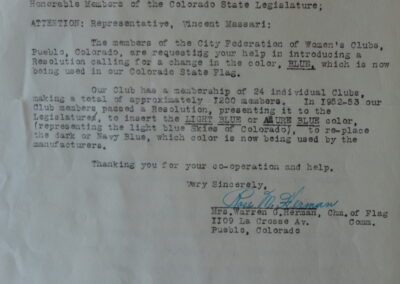 Honorable Members of the Colorado State Legislature;
ATTENTION: Representative, Vincent Massari:
The members of the City Federation of Women's Clubs,
Pueblo, Colorado, are requesting your help in introducing a
Resolution calling for a change in the color, BLUE, which is now
being used in our Colorado State Flag.
Our Club has a membership of 24 individual Clubs,
making a total of approximately 1200 members. In 1952-53 our
Club members passed a Resolution, presenting it to the
Legislatures, to insert the LIGHT BLUE or AZURE BLUE color,
(representing the light blue Skies of Colorado), to re-place
the dark or Navy Blue, which color is now being used by the
manufacturers.
Thanking you for your co-operation and help.
Very Sincerely,
Rose M. Herman
Mrs. Warren G. Herman, Chm. of Flag
1109 La Crosse Av. Comm.
Pueblo, Colorado